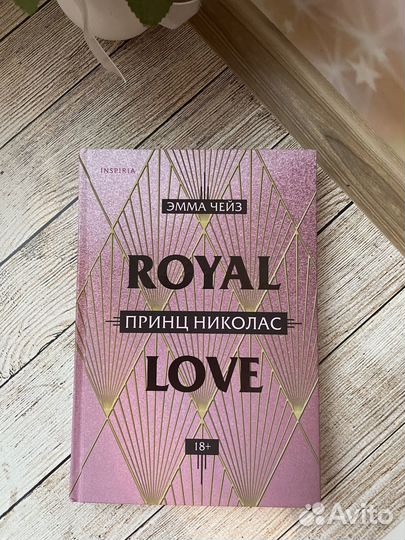 INSPIRIA
ЭММА ЧЕЙЗ
ROYAL
ПРИНЦ НИКОЛАС
LOVE
18+
Avito